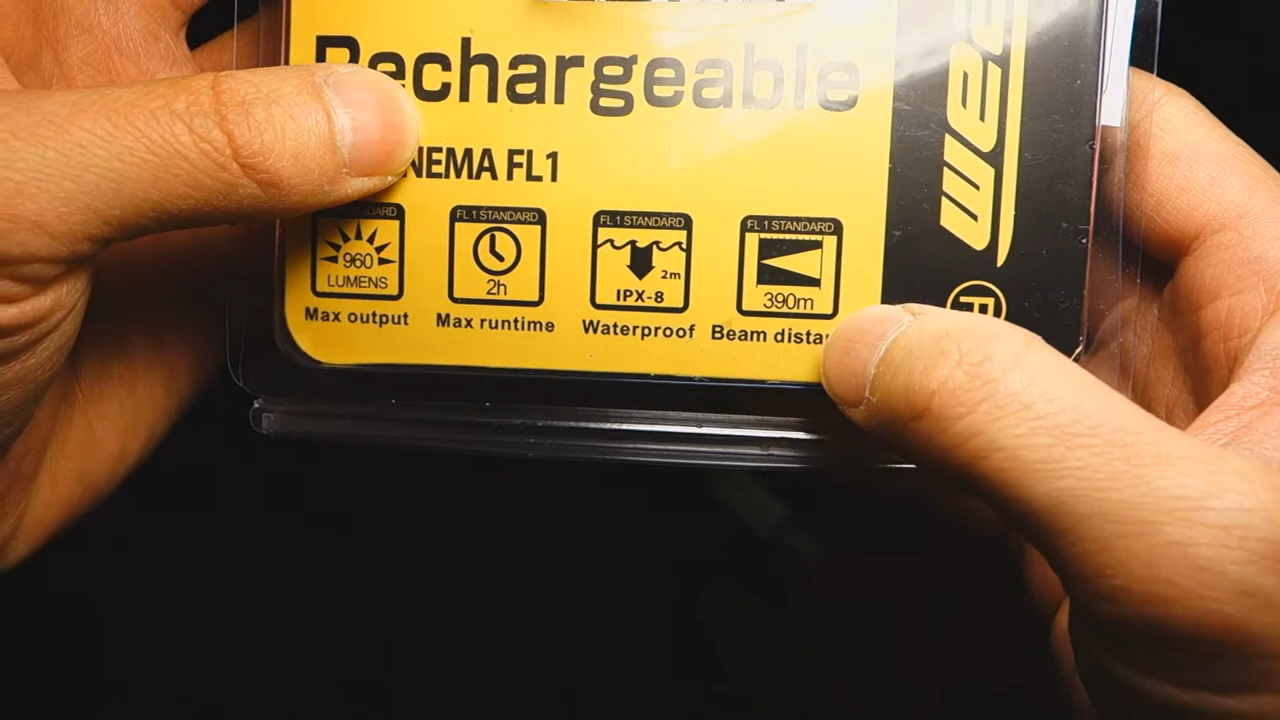 Rechargeable
NEMA FL1
FL 1 STANDARD
FL 1 STANDARD
FL 1 STANDARD
960
LUMENS
2h
2m
IPX-8
390m
Max output
Max runtime
Waterproof
Beam